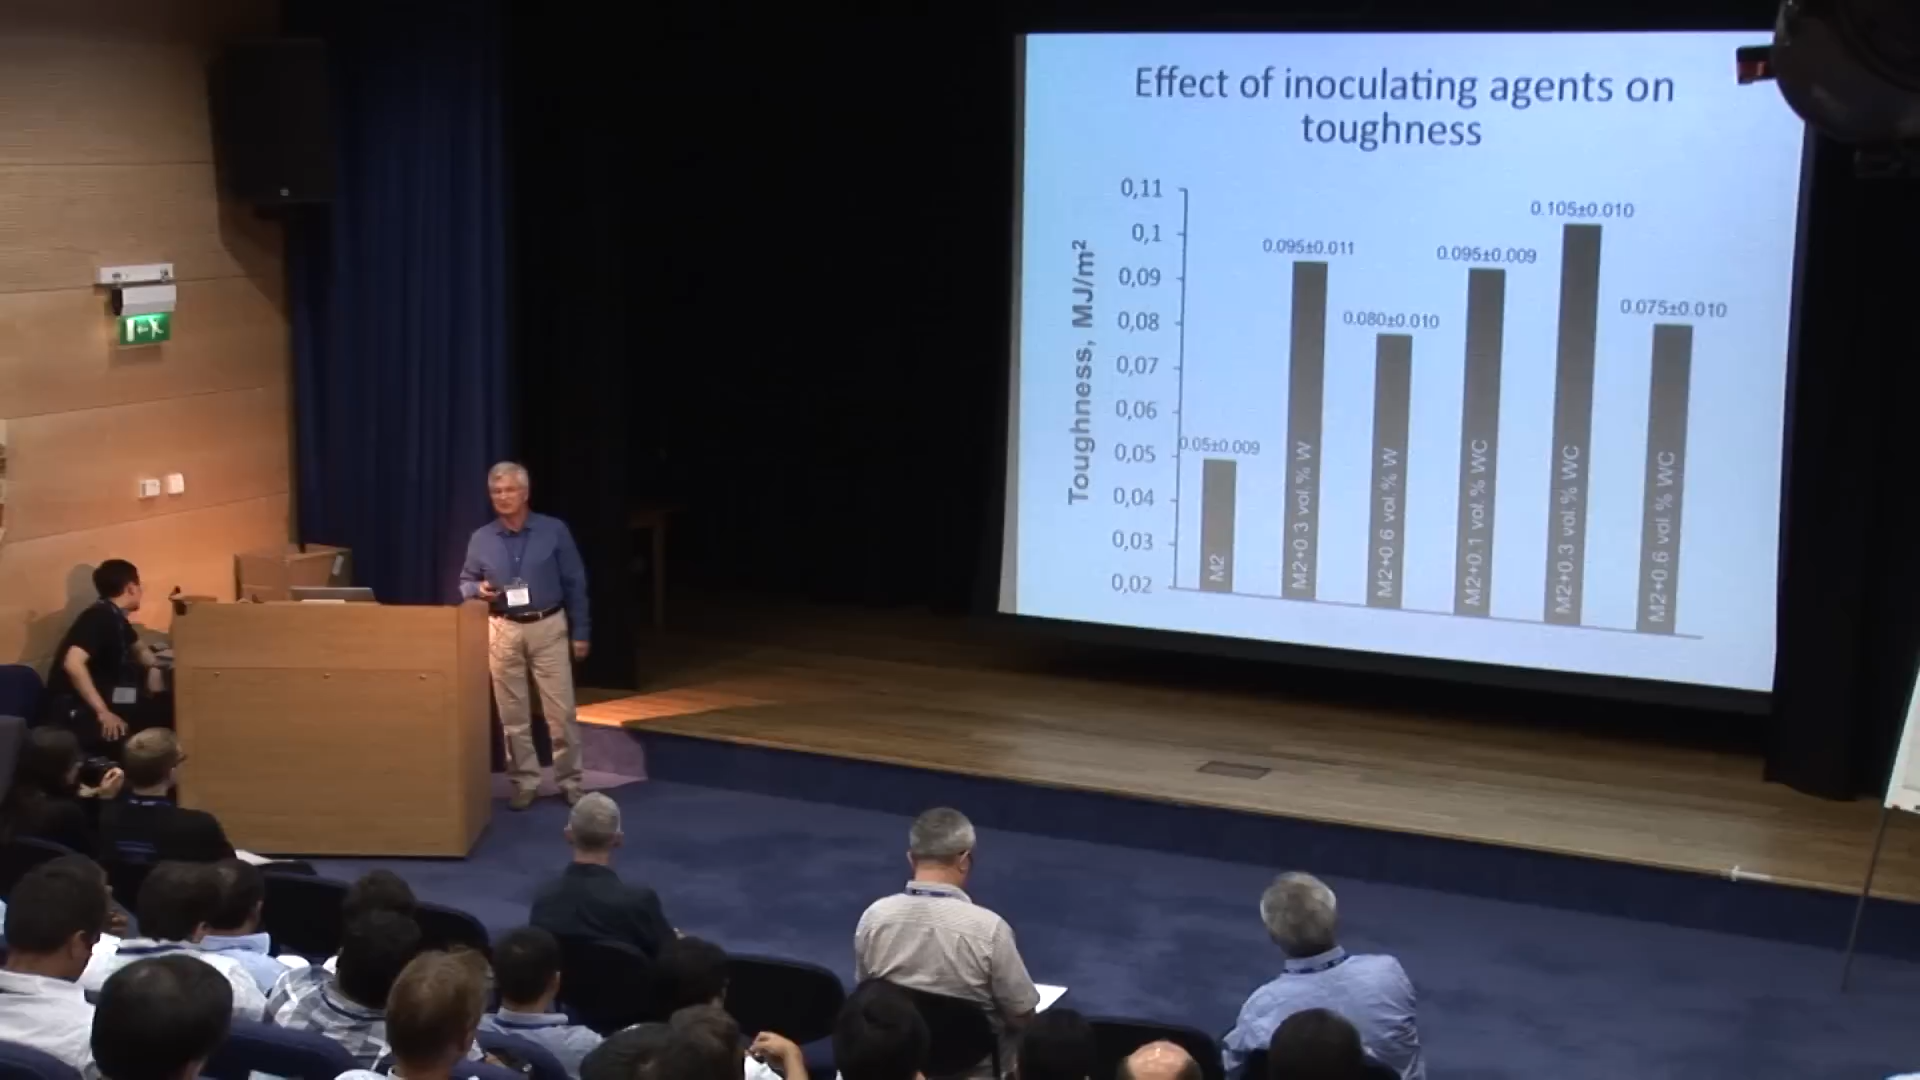 Effect of inoculating agents on
toughness
Toughness, MJ/m²
0,11
0,1
0,09
0,08
0,07
0,06
0,05
0,04
0,03
0,02
0.05±0.009
0.095±0.011
0.080±0.010
0.095±0.009
0.105±0.010
0.075±0.010
M2
M2+0.3 vol.% W
M2+0.6 vol.% W
M2+0.1 vol.% WC
M2+0.3 vol.% WC
M2+0.6 vol.% WC